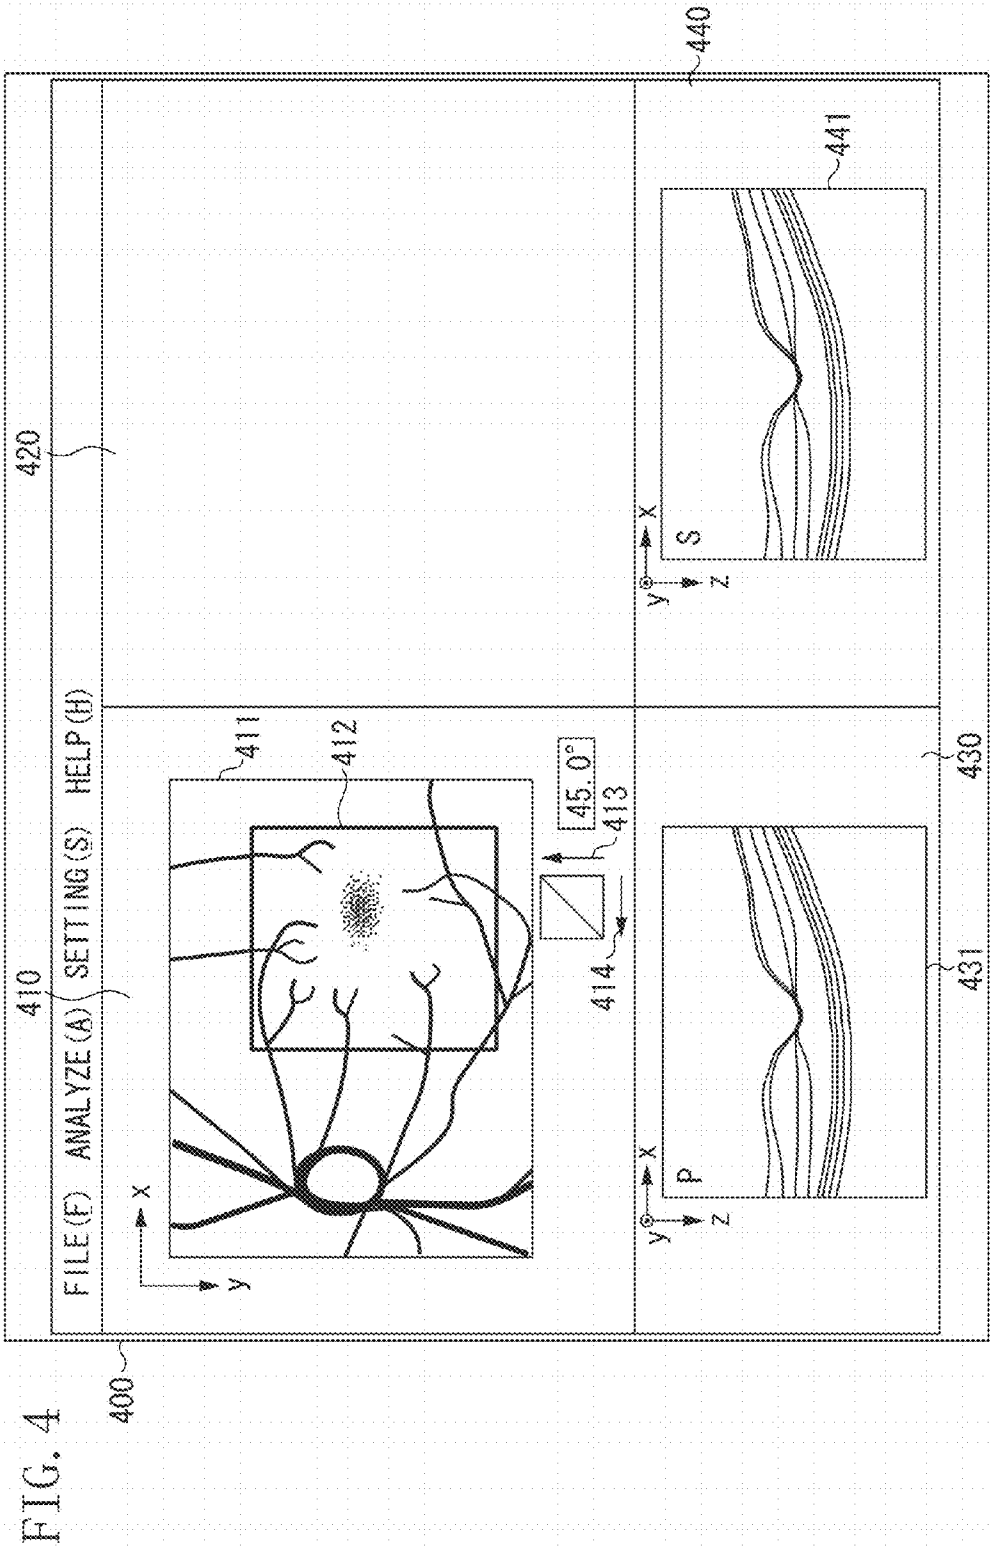 FIG. 4
400
410
420
FILE(F) ANALYZE(A) SETTING(S) HELP(H)
x
y
411
412
45.0°
413
414
440
x
y
z
P
431
430
x
y
z
S
441